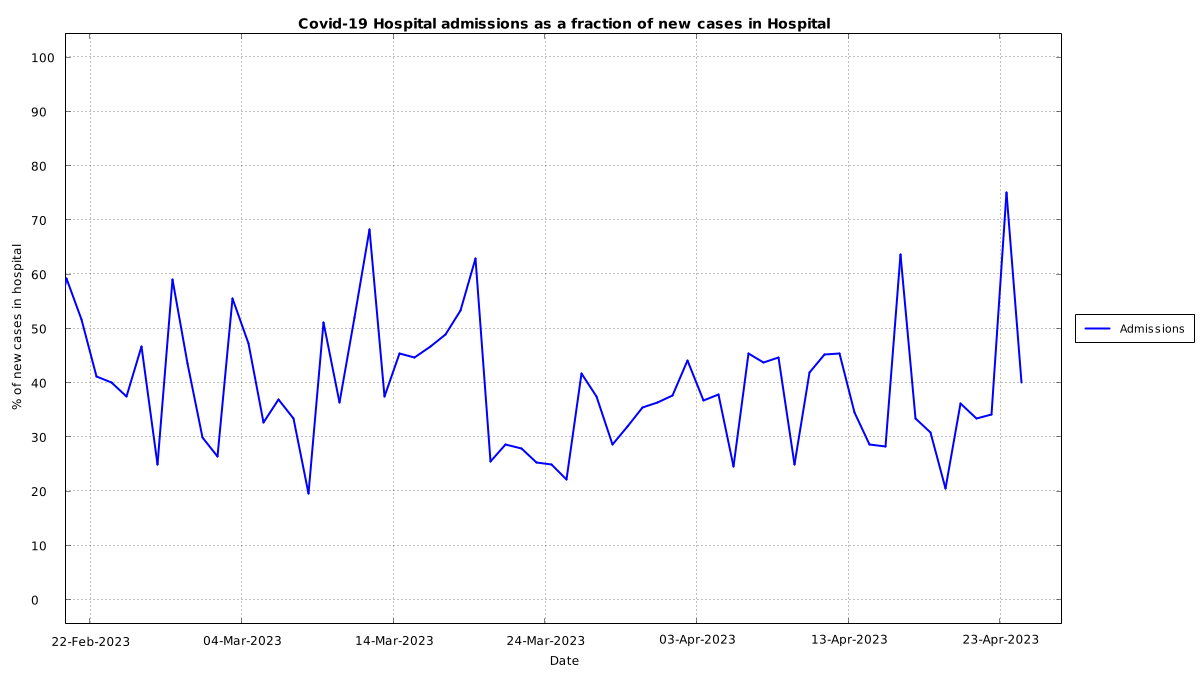 Covid-19 Hospital admissions as a fraction of new cases in Hospital
100
90
80
70
60
50
40
30
20
10
0
% of new cases in hospital
22-Feb-2023
04-Mar-2023
14-Mar-2023
24-Mar-2023
03-Apr-2023
13-Apr-2023
23-Apr-2023
Date
Admissions